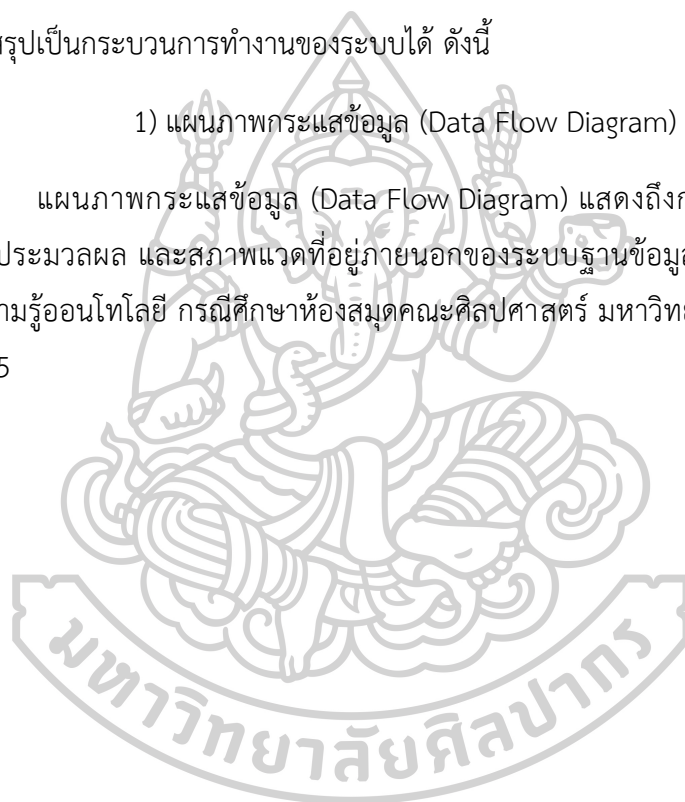 สรุปเป็นกระบวนการทำงานของระบบได้ ดังนี้
1) แผนภาพกระแสข้อมูล (Data Flow Diagram)
แผนภาพกระแสข้อมูล (Data Flow Diagram) แสดงถึงก
ประมวลผล และสภาพแวดที่อยู่ภายนอกของระบบฐานข้อมูล
ามรู้ออนโทโลยี กรณีศึกษาห้องสมุดคณะศิลปศาสตร์ มหาวิทย
5
มหาวิทยาลัยศิลปากร